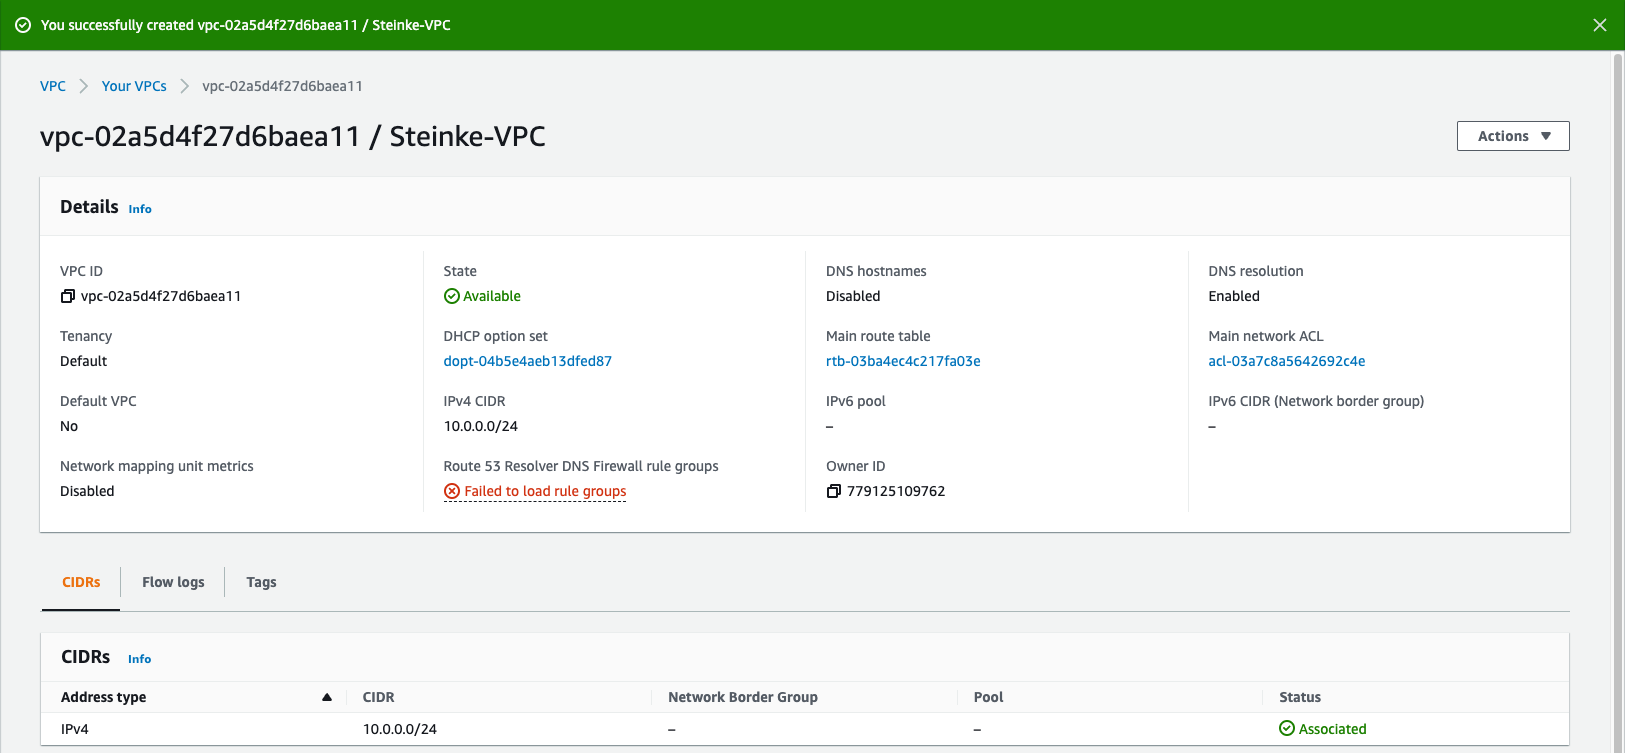 You successfully created vpc-02a5d4f27d6baea11 / Steinke-VPC
VPC > Your VPCs > vpc-02a5d4f27d6baea11
vpc-02a5d4f27d6baea11 / Steinke-VPC
Actions
Details Info
VPC ID
vpc-02a5d4f27d6baea11
State
Available
DNS hostnames
Disabled
DNS resolution
Enabled
Tenancy
Default
DHCP option set
dopt-04b5e4aeb13dfed87
Main route table
rtb-03ba4ec4c217fa03e
Main network ACL
acl-03a7c8a5642692c4e
Default VPC
No
IPv4 CIDR
10.0.0.0/24
IPv6 pool
–
IPv6 CIDR (Network border group)
–
Network mapping unit metrics
Disabled
Route 53 Resolver DNS Firewall rule groups
Failed to load rule groups
Owner ID
779125109762
CIDRs Flow logs Tags
CIDRs Info
Address type CIDR Network Border Group Pool Status
IPv4 10.0.0.0/24 – – Associated